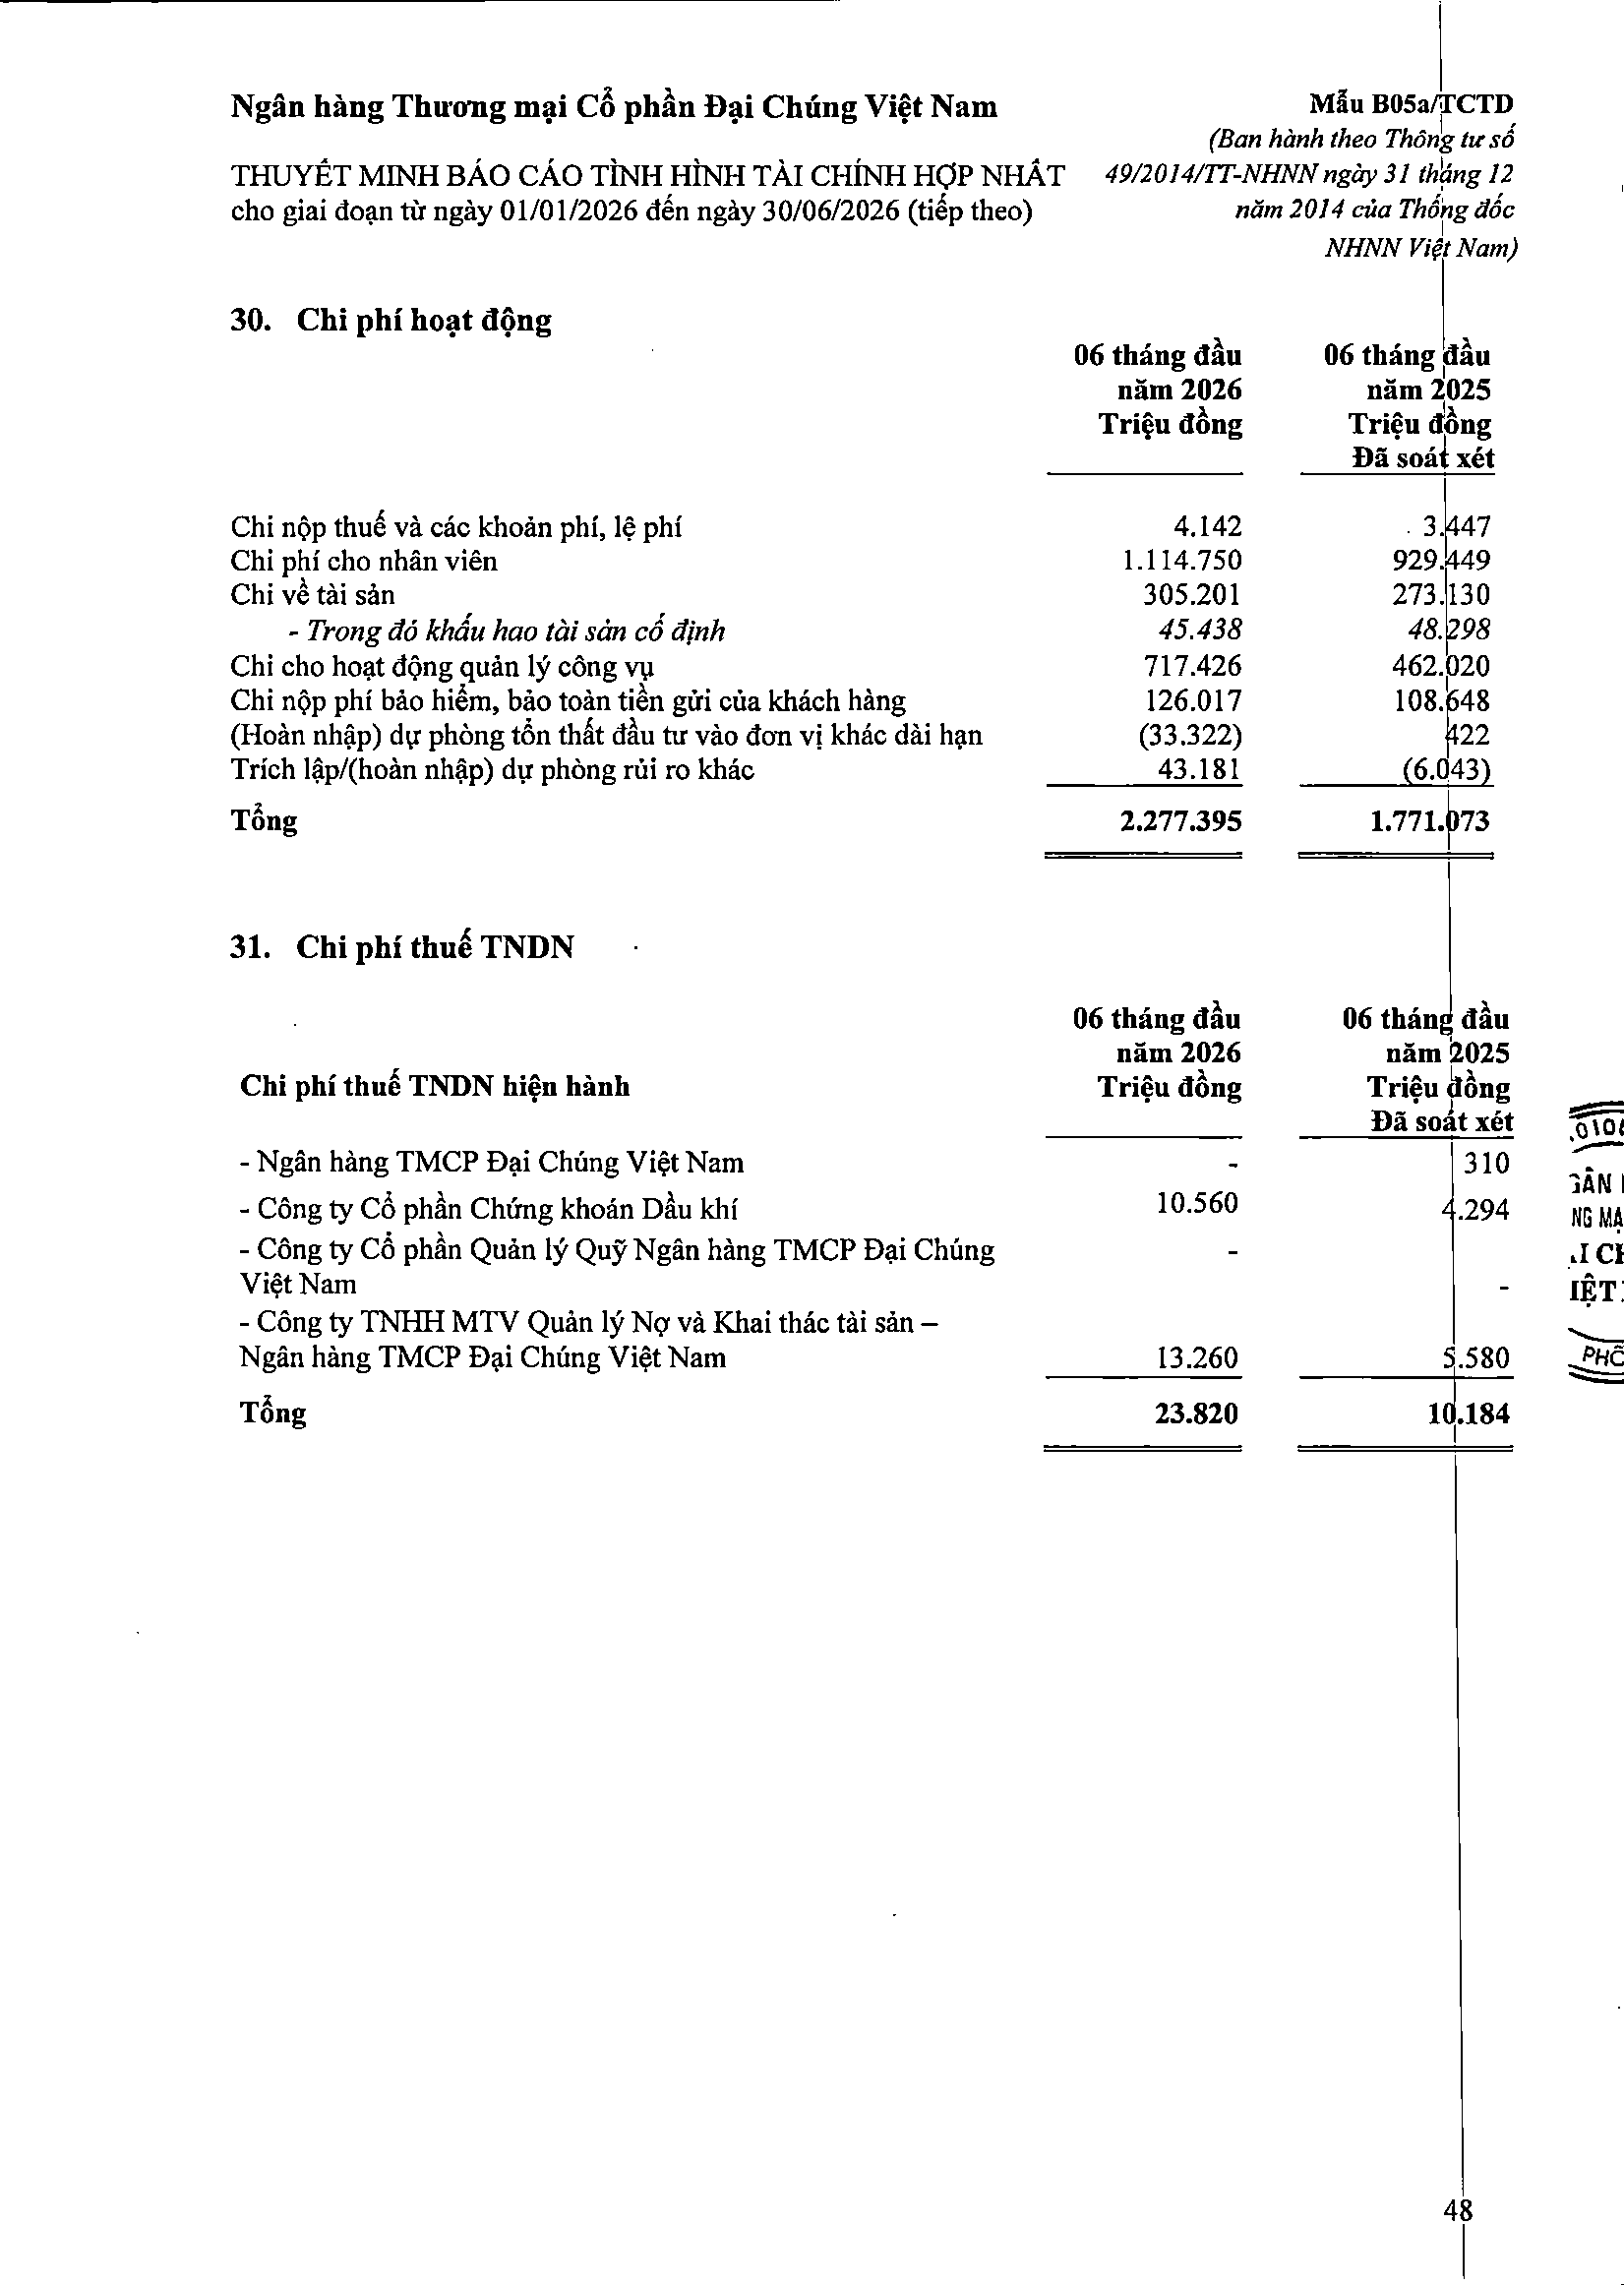 Ngân hàng Thương mại Cổ phần Đại Chúng Việt Nam
Mẫu B05a/TCTD
(Ban hành theo Thông tư số
THUYẾT MINH BÁO CÁO TÌNH HÌNH TÀI CHÍNH HỢP NHẤT 49/2014/TT-NHNN ngày 31 tháng 12
cho giai đoạn từ ngày 01/01/2026 đến ngày 30/06/2026 (tiếp theo) năm 2014 của Thống đốc
NHNN Việt Nam)
30. Chi phí hoạt động
06 tháng đầu 06 tháng đầu
năm 2026 năm 2025
Triệu đồng Triệu đồng
Đã soát xét
Chi nộp thuế và các khoản phí, lệ phí 4.142 3.447
Chi phí cho nhân viên 1.114.750 929.449
Chi về tài sản 305.201 273.130
- Trong đó khấu hao tài sản cố định 45.438 48.298
Chi cho hoạt động quản lý công vụ 717.426 462.020
Chi nộp phí bảo hiểm, bảo toàn tiền gửi của khách hàng 126.017 108.648
(Hoàn nhập) dự phòng tổn thất đầu tư vào đơn vị khác dài hạn (33.322) 422
Trích lập/(hoàn nhập) dự phòng rủi ro khác 43.181 (6.043)
Tổng 2.277.395 1.771.073
31. Chi phí thuế TNDN
06 tháng đầu 06 tháng đầu
năm 2026 năm 2025
Chi phí thuế TNDN hiện hành Triệu đồng Triệu đồng
Đã soát xét
- Ngân hàng TMCP Đại Chúng Việt Nam - 310
- Công ty Cổ phần Chứng khoán Dầu khí 10.560 4.294
- Công ty Cổ phần Quản lý Quỹ Ngân hàng TMCP Đại Chúng -
Việt Nam -
- Công ty TNHH MTV Quản lý Nợ và Khai thác tài sản –
Ngân hàng TMCP Đại Chúng Việt Nam 13.260 5.580
Tổng 23.820 10.184
48